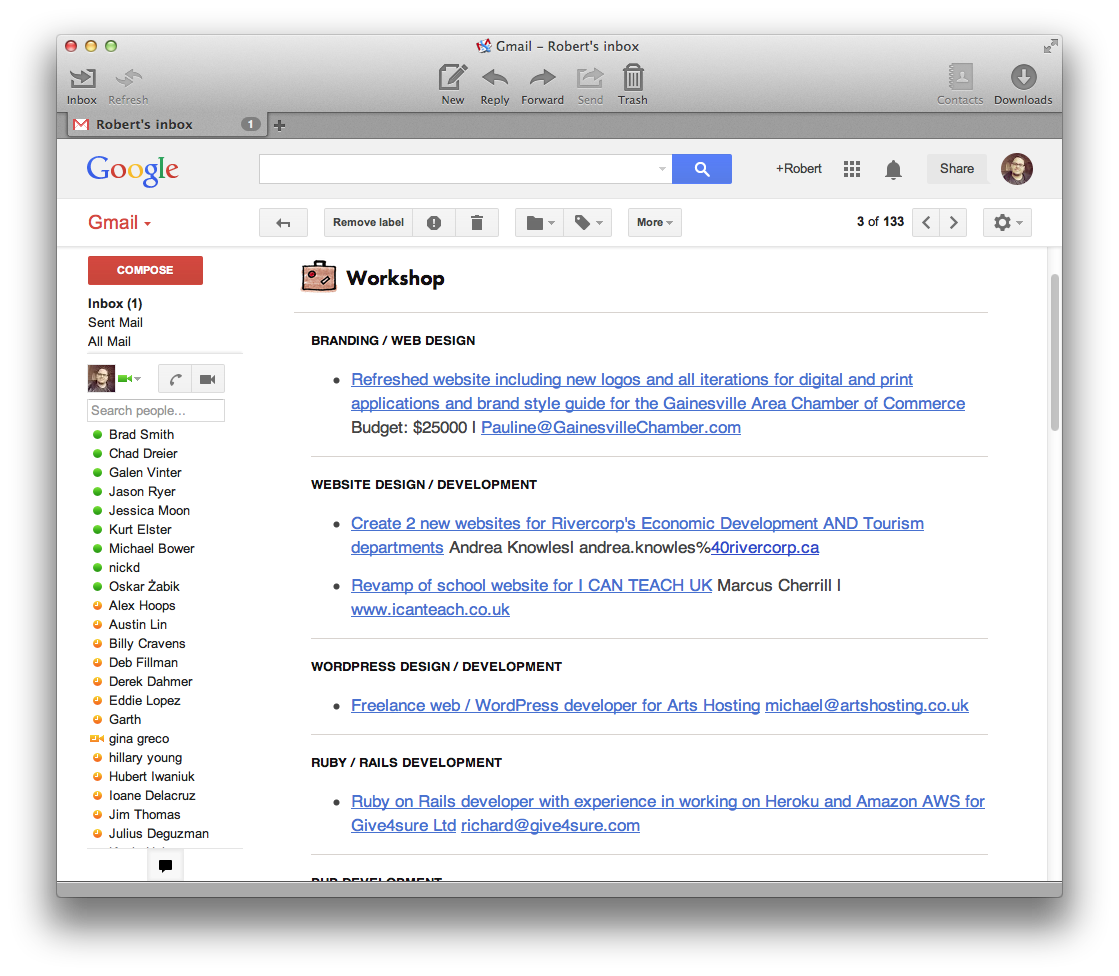 Gmail – Robert's inbox
Inbox Refresh New Reply Forward Send Trash Contacts Downloads
Robert's inbox 1
Google +Robert Share
Gmail Remove label More 3 of 133
COMPOSE
Inbox (1)
Sent Mail
All Mail
Search people...
Brad Smith
Chad Dreier
Galen Vinter
Jason Ryer
Jessica Moon
Kurt Elster
Michael Bower
nickd
Oskar Żabik
Alex Hoops
Austin Lin
Billy Cravens
Deb Fillman
Derek Dahmer
Eddie Lopez
Garth
gina greco
hillary young
Hubert Iwaniuk
Ioane Delacruz
Jim Thomas
Julius Deguzman
Workshop
BRANDING / WEB DESIGN
Refreshed website including new logos and all iterations for digital and print
applications and brand style guide for the Gainesville Area Chamber of Commerce
Budget: $25000 I Pauline@GainesvilleChamber.com
WEBSITE DESIGN / DEVELOPMENT
Create 2 new websites for Rivercorp's Economic Development AND Tourism
departments Andrea KnowlesI andrea.knowles%40rivercorp.ca
Revamp of school website for I CAN TEACH UK Marcus Cherrill I
www.icanteach.co.uk
WORDPRESS DESIGN / DEVELOPMENT
Freelance web / WordPress developer for Arts Hosting michael@artshosting.co.uk
RUBY / RAILS DEVELOPMENT
Ruby on Rails developer with experience in working on Heroku and Amazon AWS for
Give4sure Ltd richard@give4sure.com
PHP DEVELOPMENT